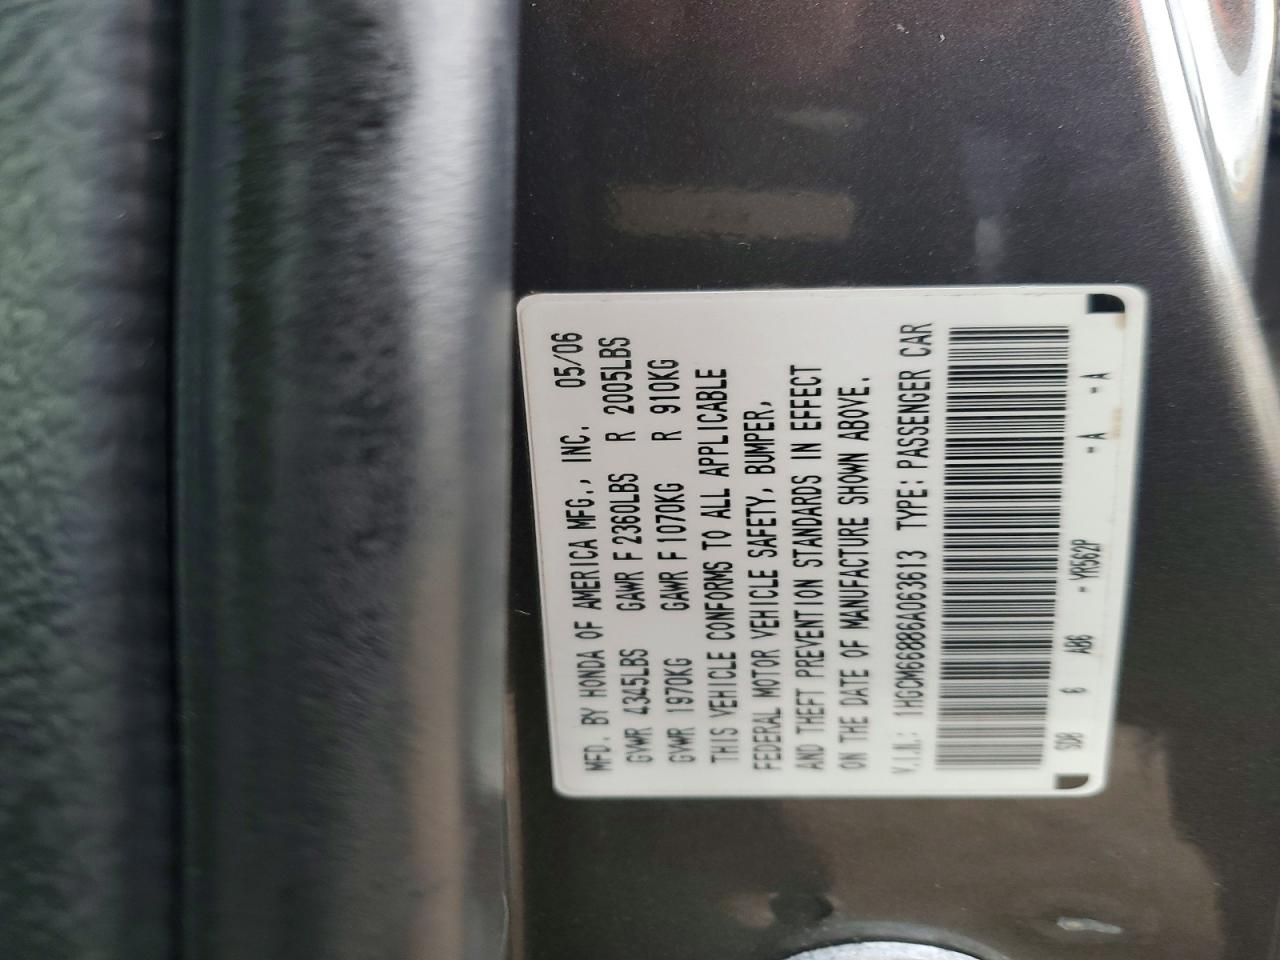 MFD. BY HONDA OF AMERICA MFG., INC. 05/06
GVWR 4345LBS GAWR F 2360LBS R 2005LBS
GVWR 1970KG GAWR F 1070KG R 910KG
THIS VEHICLE CONFORMS TO ALL APPLICABLE
FEDERAL MOTOR VEHICLE SAFETY, BUMPER,
AND THEFT PREVENTION STANDARDS IN EFFECT
ON THE DATE OF MANUFACTURE SHOWN ABOVE.
V.I.N.: 1HGCM66886A063613 TYPE: PASSENGER CAR
SDB 6 AB6 - YR562P - A - A